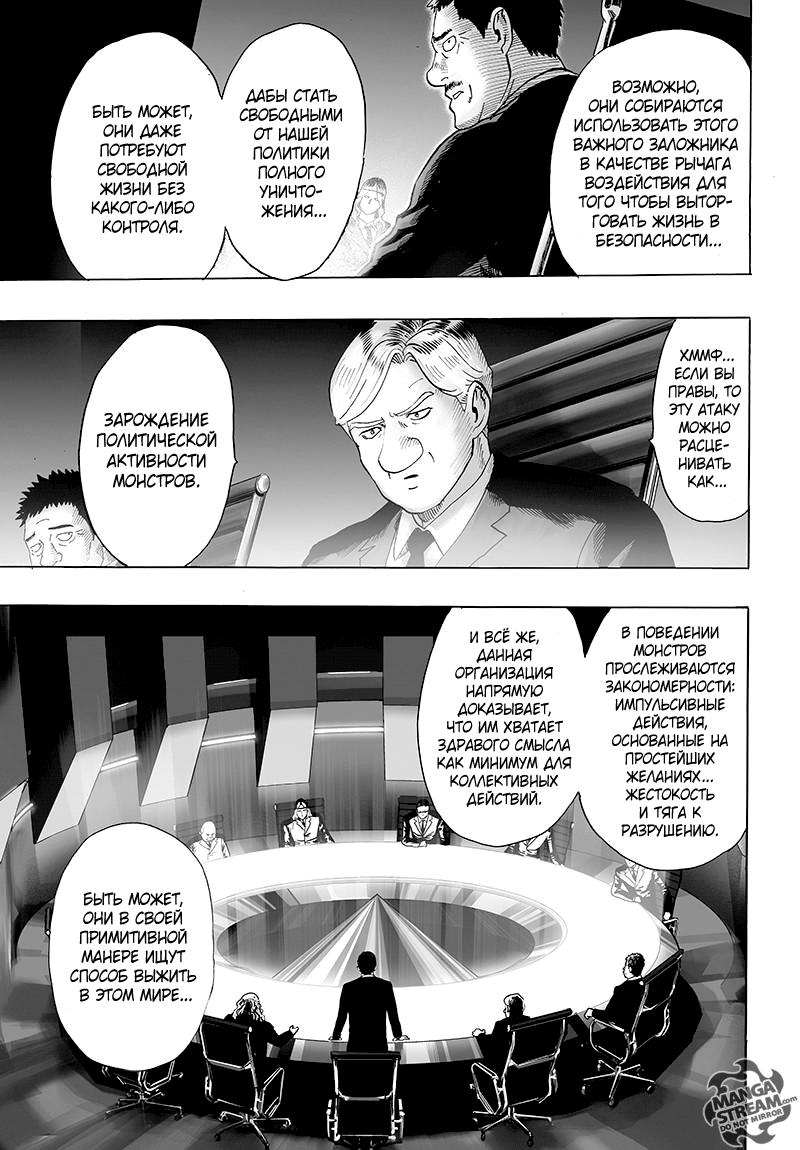 ВОЗМОЖНО,
ОНИ СОБИРАЮТСЯ
ИСПОЛЬЗОВАТЬ ЭТОГО
ВАЖНОГО ЗАЛОЖНИКА
В КАЧЕСТВЕ РЫЧАГА
ВОЗДЕЙСТВИЯ ДЛЯ
ТОГО ЧТОБЫ ВЫТОР-
ГОВАТЬ ЖИЗНЬ В
БЕЗОПАСНОСТИ...
ДАБЫ СТАТЬ
СВОБОДНЫМИ
ОТ НАШЕЙ
ПОЛИТИКИ
ПОЛНОГО
УНИЧТО-
ЖЕНИЯ...
БЫТЬ МОЖЕТ,
ОНИ ДАЖЕ
ПОТРЕБУЮТ
СВОБОДНОЙ
ЖИЗНИ БЕЗ
КАКОГО-ЛИБО
КОНТРОЛЯ.
ХММФ...
ЕСЛИ ВЫ
ПРАВЫ, ТО
ЭТУ АТАКУ
МОЖНО
РАСЦЕ-
НИВАТЬ
КАК...
ЗАРОЖДЕНИЕ
ПОЛИТИЧЕСКОЙ
АКТИВНОСТИ
МОНСТРОВ.
В ПОВЕДЕНИИ
МОНСТРОВ
ПРОСЛЕЖИВАЮТСЯ
ЗАКОНОМЕРНОСТИ:
ИМПУЛЬСИВНЫЕ
ДЕЙСТВИЯ,
ОСНОВАННЫЕ НА
ПРОСТЕЙШИХ
ЖЕЛАНИЯХ...
ЖЕСТОКОСТЬ
И ТЯГА К
РАЗРУШЕНИЮ.
И ВСЁ ЖЕ,
ДАННАЯ
ОРГАНИЗАЦИЯ
НАПРЯМУЮ
ДОКАЗЫВАЕТ,
ЧТО ИМ ХВАТАЕТ
ЗДРАВОГО СМЫСЛА
КАК МИНИМУМ ДЛЯ
КОЛЛЕКТИВНЫХ
ДЕЙСТВИЙ.
БЫТЬ МОЖЕТ,
ОНИ В СВОЕЙ
ПРИМИТИВНОЙ
МАНЕРЕ ИЩУТ
СПОСОБ ВЫЖИТЬ
В ЭТОМ МИРЕ...
MANGA
STREAM.com
DO NOT MIRROR